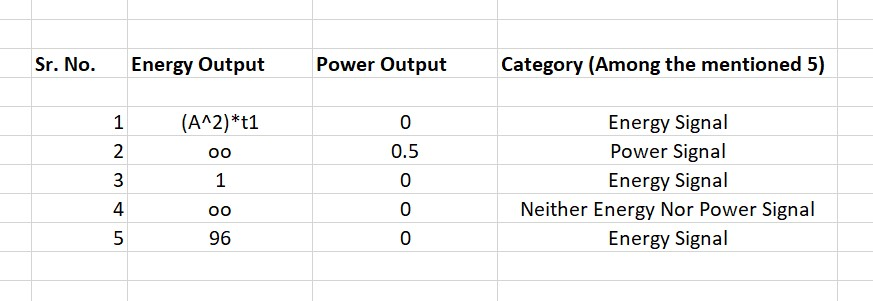 Sr. No. Energy Output Power Output Category (Among the mentioned 5)
1 (A^2)*t1 0 Energy Signal
2 oo 0.5 Power Signal
3 1 0 Energy Signal
4 oo 0 Neither Energy Nor Power Signal
5 96 0 Energy Signal